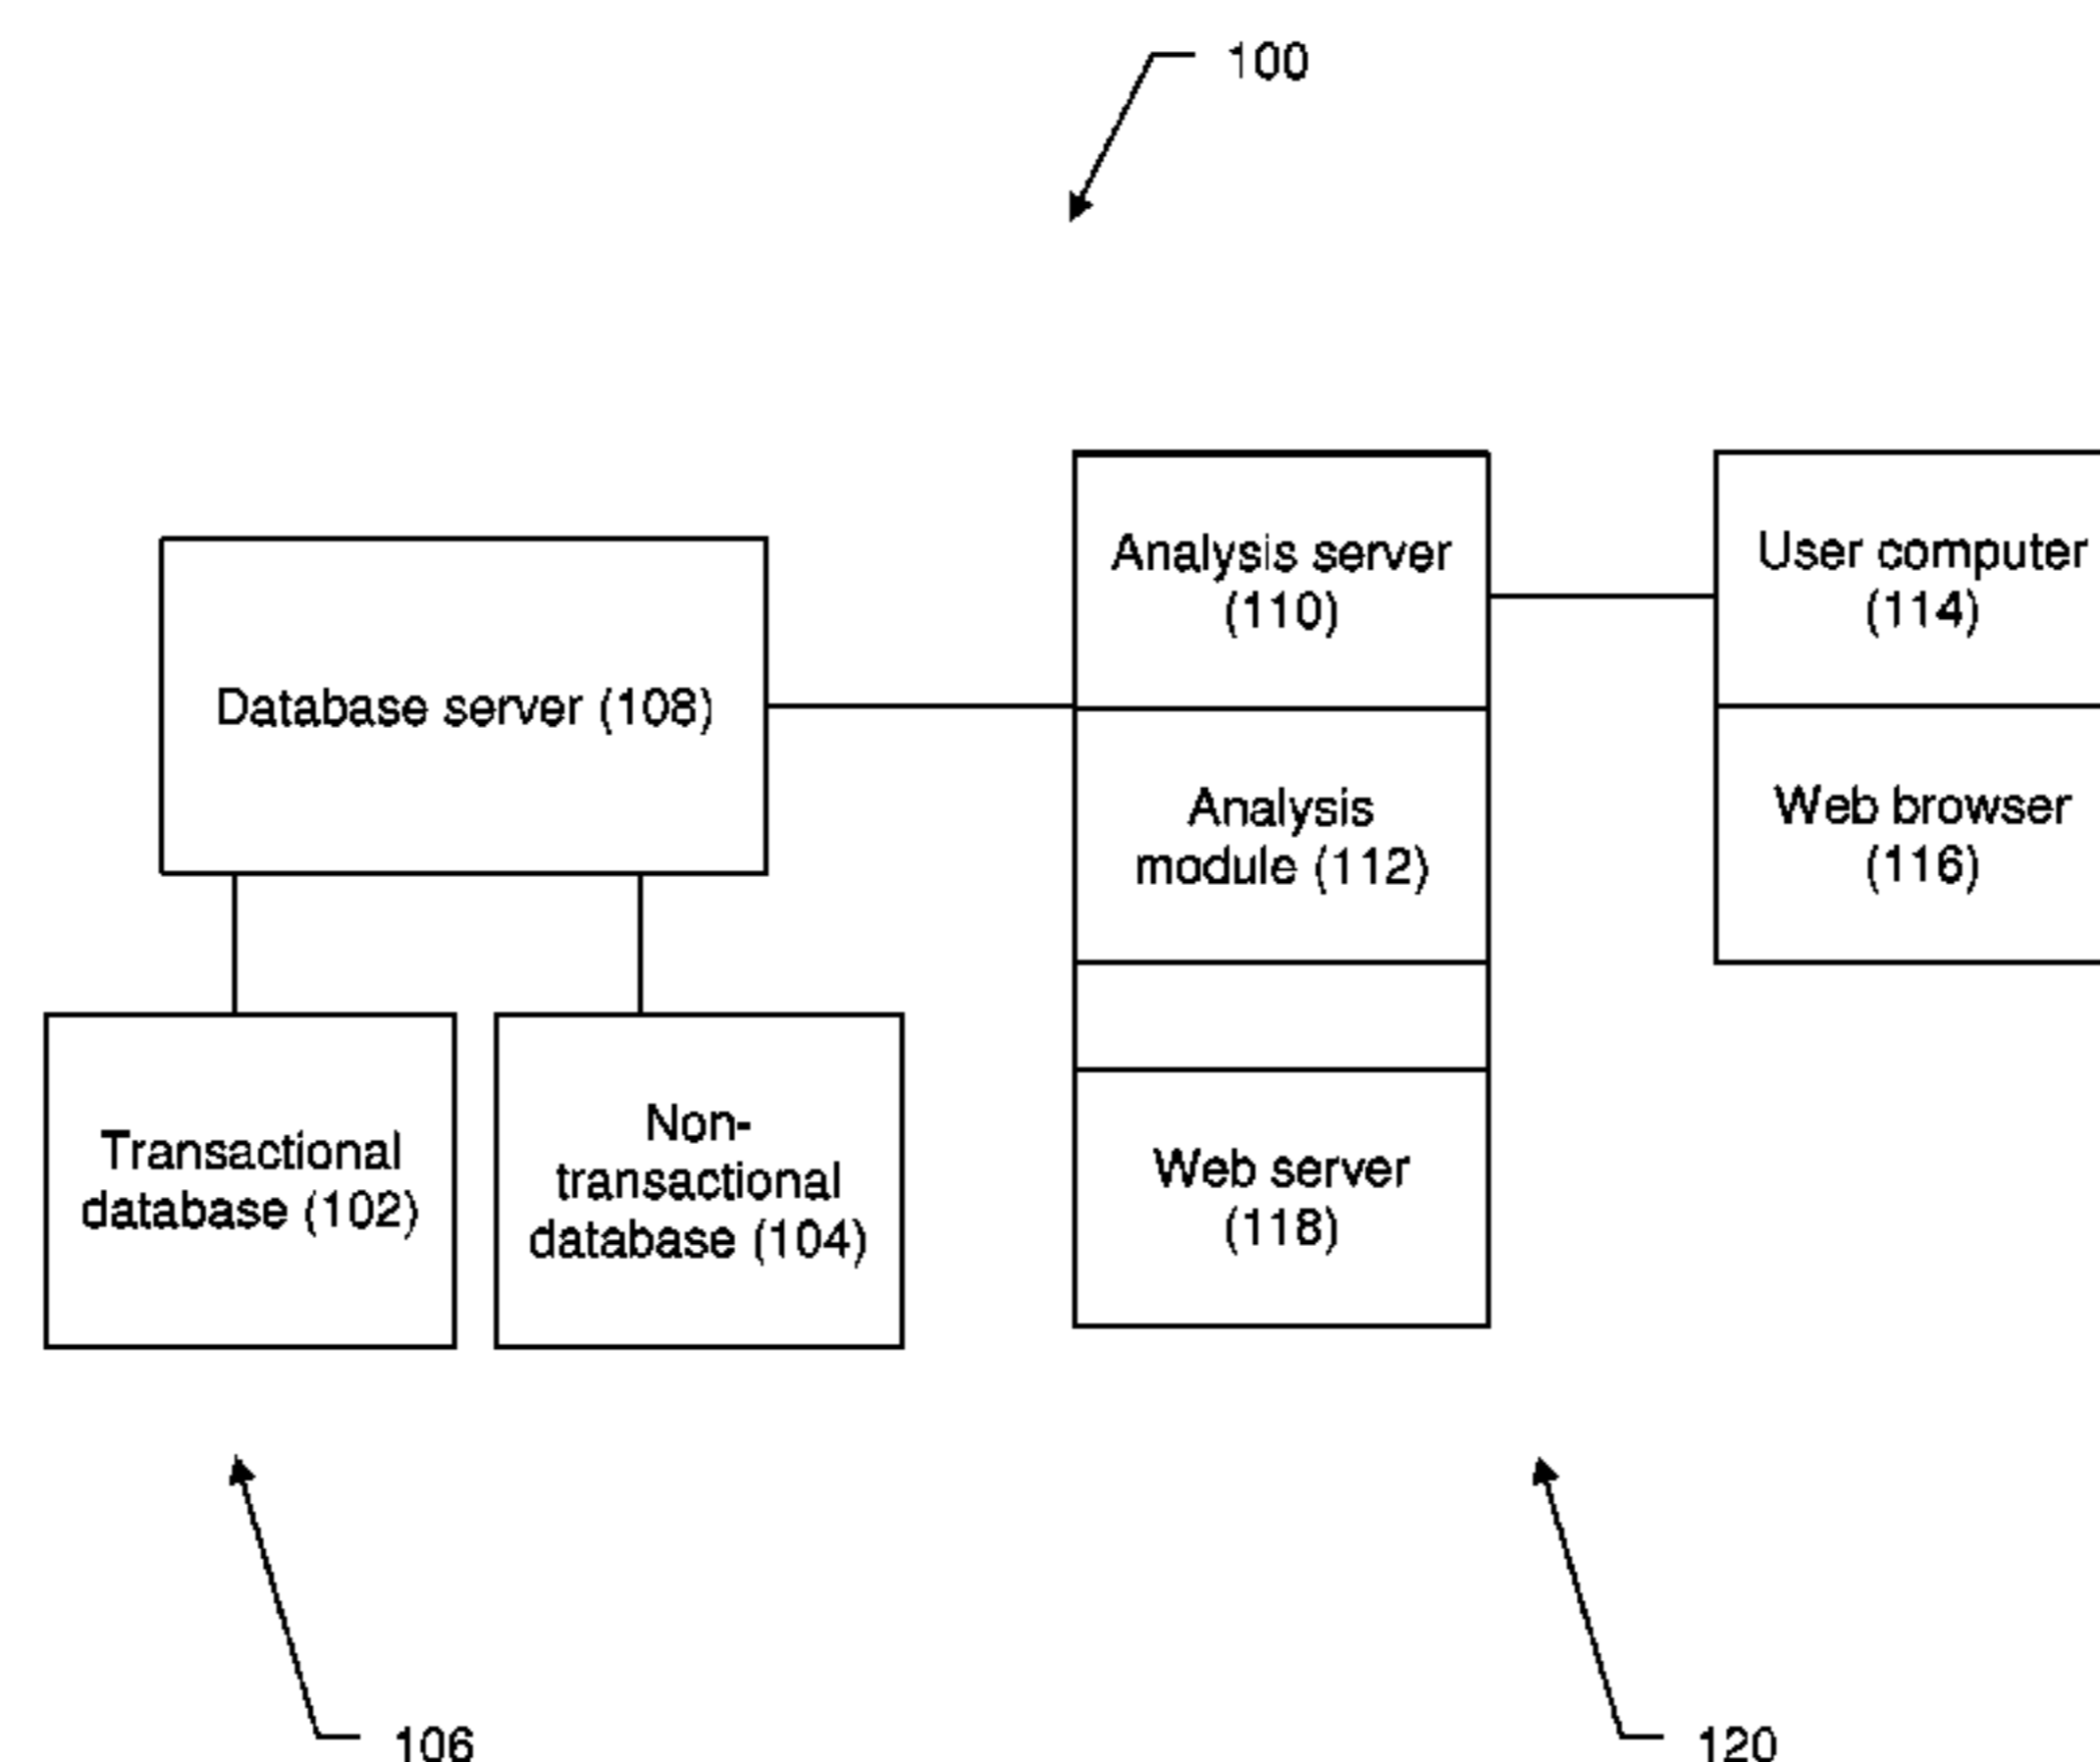 100
Analysis server
(110)
User computer
(114)
Database server (108)
Analysis
module (112)
Web browser
(116)
Transactional
database (102)
Non-
transactional
database (104)
Web server
(118)
106
120